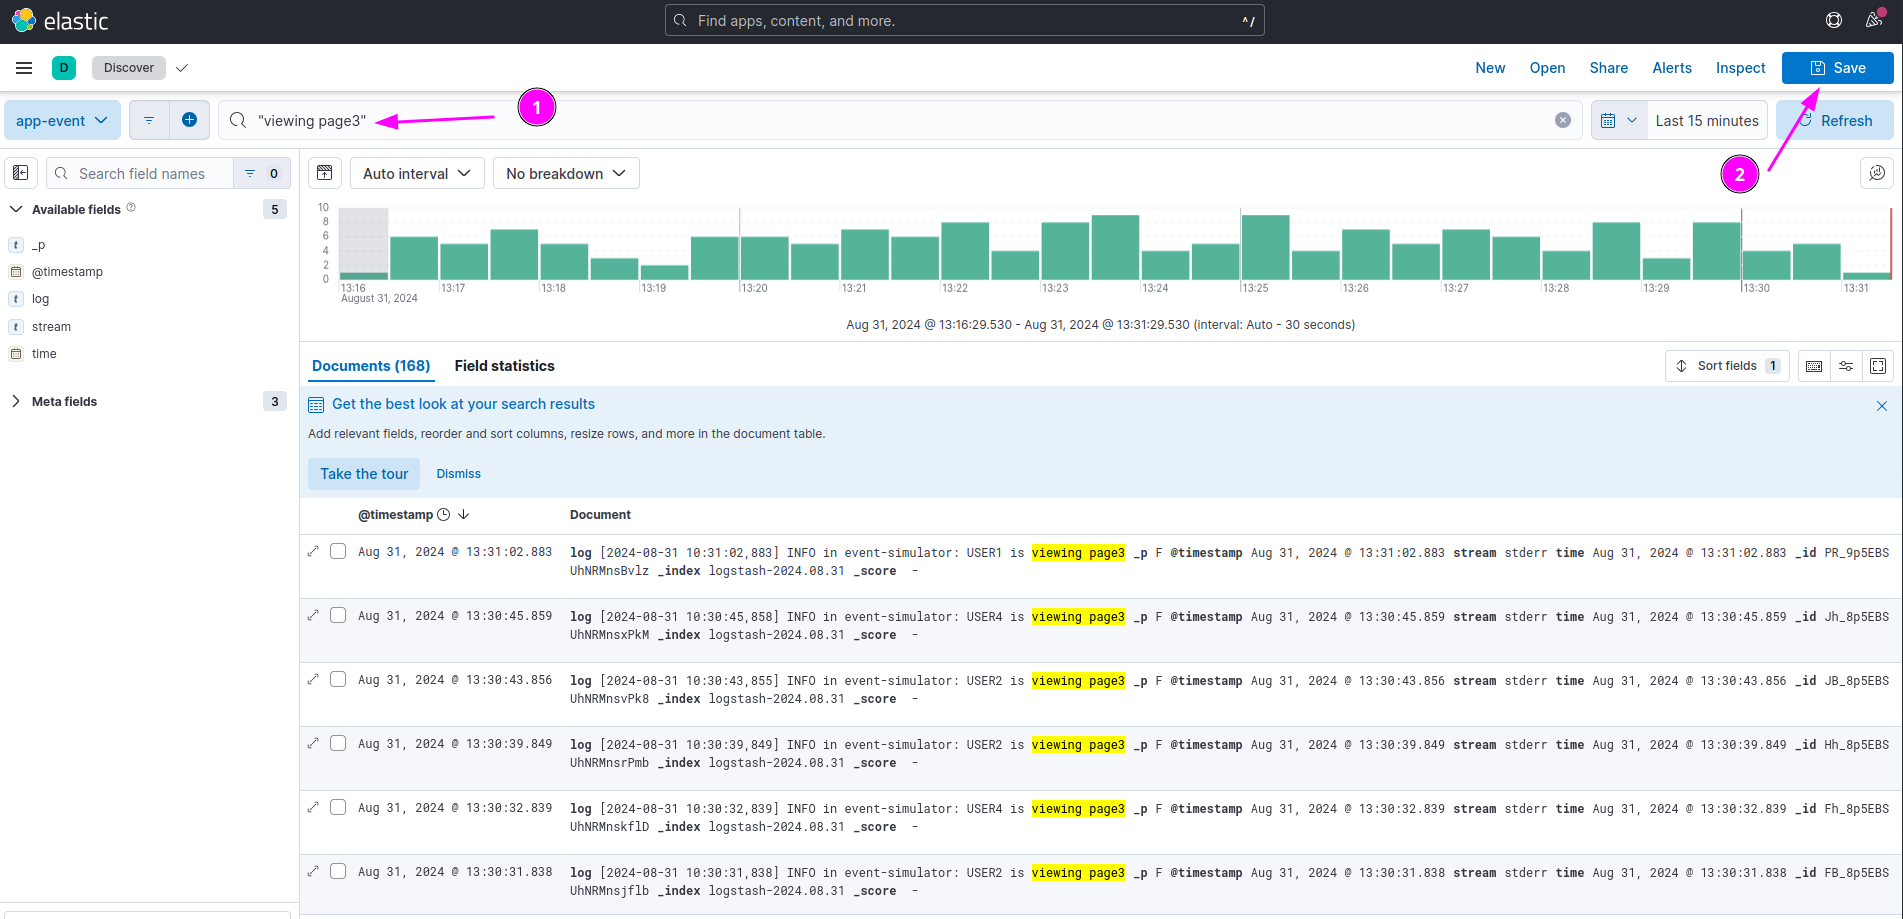 elastic
Find apps, content, and more.
^/
D
Discover
New
Open
Share
Alerts
Inspect
Save
app-event
"viewing page3"
1
Last 15 minutes
Refresh
2
Search field names
0
Auto interval
No breakdown
Available fields
5
t _p
@timestamp
t log
t stream
time
Meta fields
3
10
8
6
4
2
0
13:16 13:17 13:18 13:19 13:20 13:21 13:22 13:23 13:24 13:25 13:26 13:27 13:28 13:29 13:30 13:31
August 31, 2024
Aug 31, 2024 @ 13:16:29.530 - Aug 31, 2024 @ 13:31:29.530 (interval: Auto - 30 seconds)
Documents (168)
Field statistics
Sort fields 1
Get the best look at your search results
Add relevant fields, reorder and sort columns, resize rows, and more in the document table.
Take the tour
Dismiss
@timestamp
Document
Aug 31, 2024 @ 13:31:02.883 log [2024-08-31 10:31:02,883] INFO in event-simulator: USER1 is viewing page3 _p F @timestamp Aug 31, 2024 @ 13:31:02.883 stream stderr time Aug 31, 2024 @ 13:31:02.883 _id PR_9p5EBS
UhNRMnsBvlz _index logstash-2024.08.31 _score -
Aug 31, 2024 @ 13:30:45.859 log [2024-08-31 10:30:45,858] INFO in event-simulator: USER4 is viewing page3 _p F @timestamp Aug 31, 2024 @ 13:30:45.859 stream stderr time Aug 31, 2024 @ 13:30:45.859 _id Jh_8p5EBS
UhNRMnsxPkM _index logstash-2024.08.31 _score -
Aug 31, 2024 @ 13:30:43.856 log [2024-08-31 10:30:43,855] INFO in event-simulator: USER2 is viewing page3 _p F @timestamp Aug 31, 2024 @ 13:30:43.856 stream stderr time Aug 31, 2024 @ 13:30:43.856 _id JB_8p5EBS
UhNRMnsvPk8 _index logstash-2024.08.31 _score -
Aug 31, 2024 @ 13:30:39.849 log [2024-08-31 10:30:39,849] INFO in event-simulator: USER2 is viewing page3 _p F @timestamp Aug 31, 2024 @ 13:30:39.849 stream stderr time Aug 31, 2024 @ 13:30:39.849 _id Hh_8p5EBS
UhNRMnsrPmb _index logstash-2024.08.31 _score -
Aug 31, 2024 @ 13:30:32.839 log [2024-08-31 10:30:32,839] INFO in event-simulator: USER4 is viewing page3 _p F @timestamp Aug 31, 2024 @ 13:30:32.839 stream stderr time Aug 31, 2024 @ 13:30:32.839 _id Fh_8p5EBS
UhNRMnskflD _index logstash-2024.08.31 _score -
Aug 31, 2024 @ 13:30:31.838 log [2024-08-31 10:30:31,838] INFO in event-simulator: USER2 is viewing page3 _p F @timestamp Aug 31, 2024 @ 13:30:31.838 stream stderr time Aug 31, 2024 @ 13:30:31.838 _id FB_8p5EBS
UhNRMnsjflb _index logstash-2024.08.31 _score -